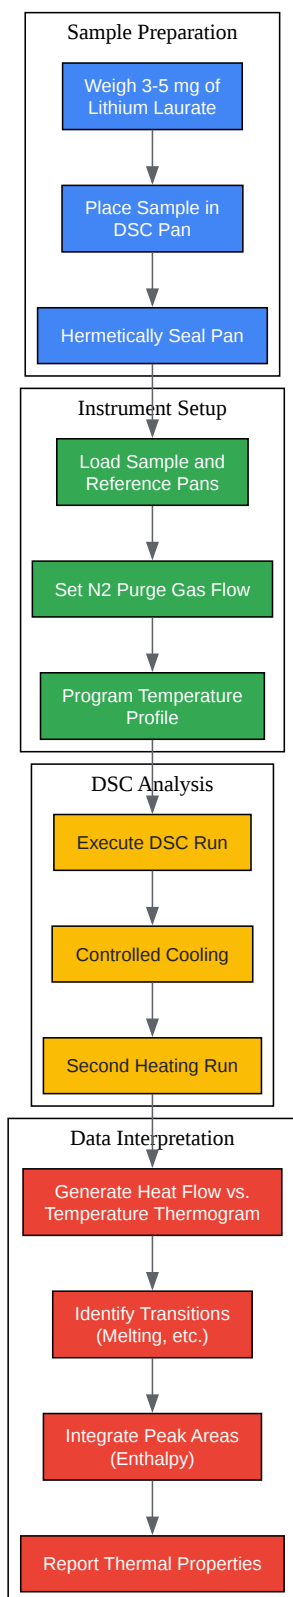 Sample Preparation
Weigh 3-5 mg of
Lithium Laurate
Place Sample in
DSC Pan
Hermetically Seal Pan
Instrument Setup
Load Sample and
Reference Pans
Set N2 Purge Gas Flow
Program Temperature
Profile
DSC Analysis
Execute DSC Run
Controlled Cooling
Second Heating Run
Data Interpretation
Generate Heat Flow vs.
Temperature Thermogram
Identify Transitions
(Melting, etc.)
Integrate Peak Areas
(Enthalpy)
Report Thermal Properties